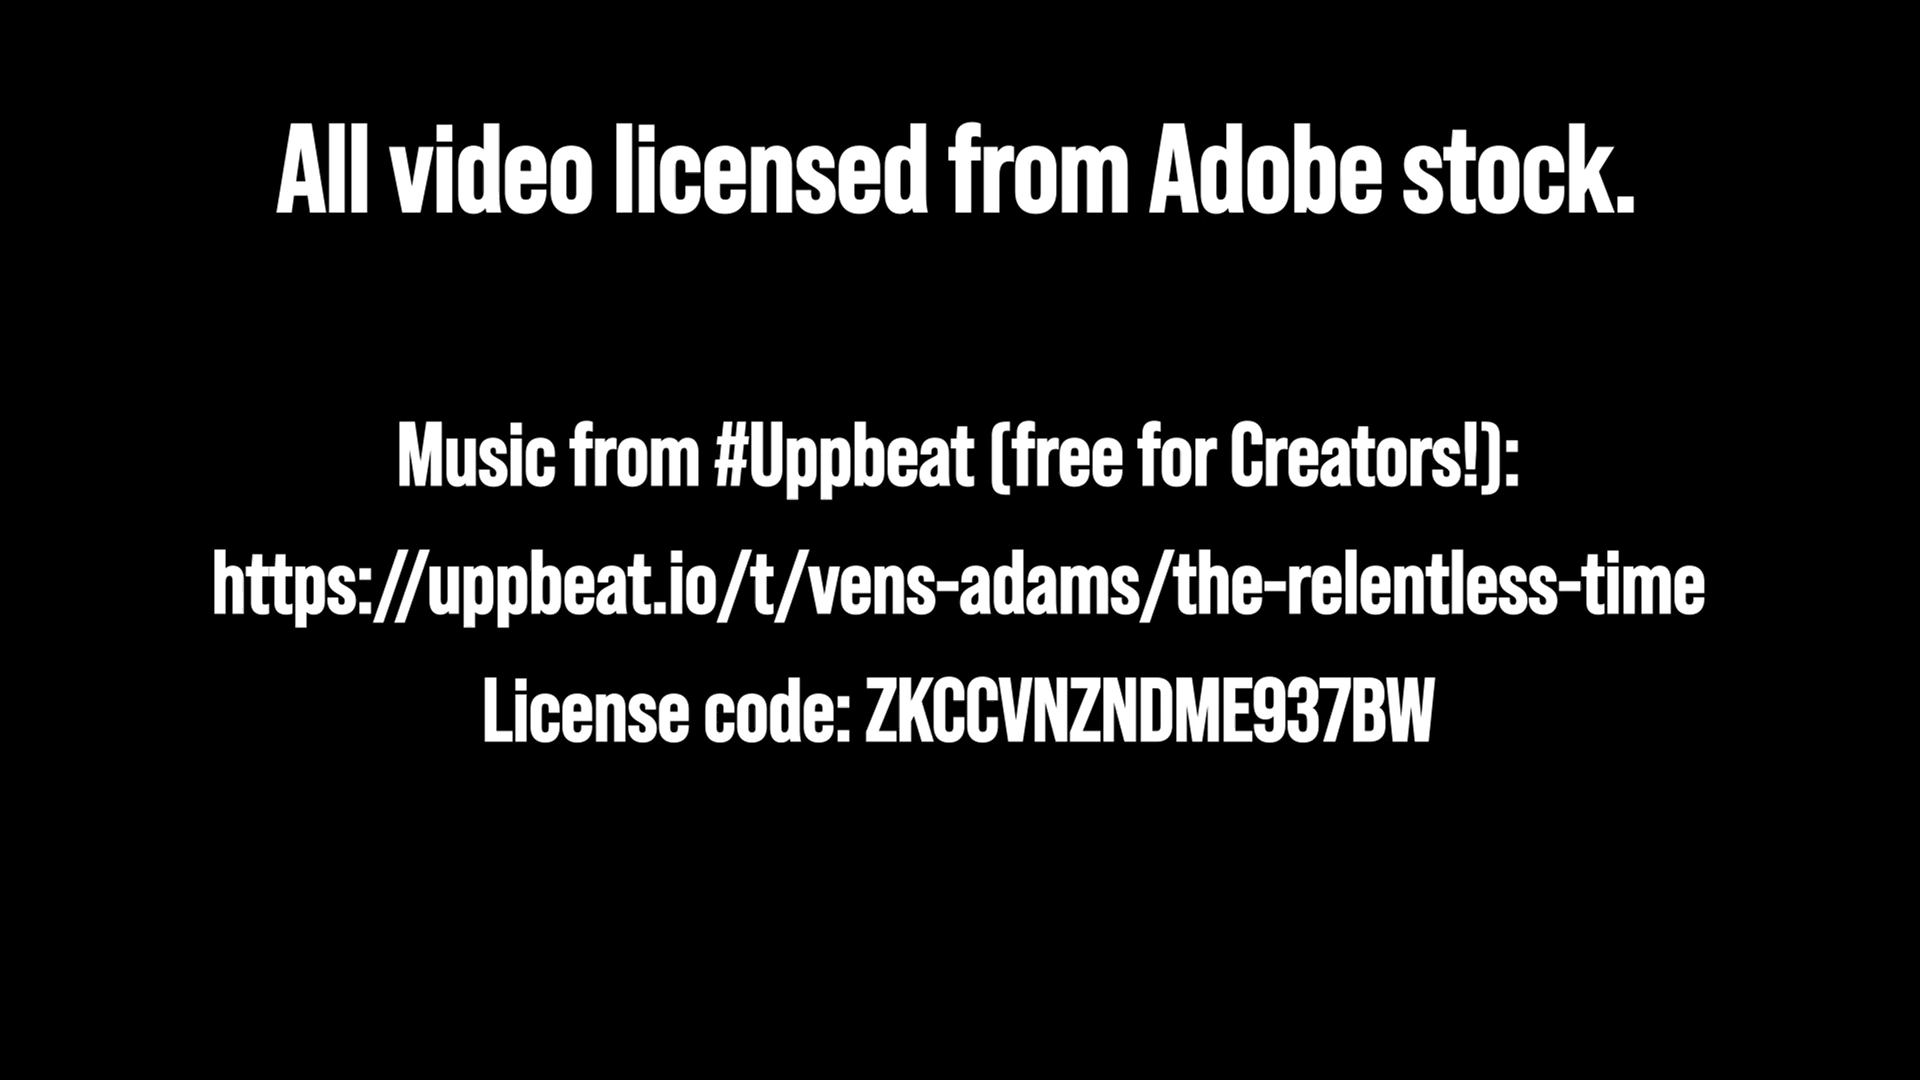 All video licensed from Adobe stock.
Music from #Uppbeat (free for Creators!):
https://uppbeat.io/t/vens-adams/the-relentless-time
License code: ZKCCVNZNDME937BW